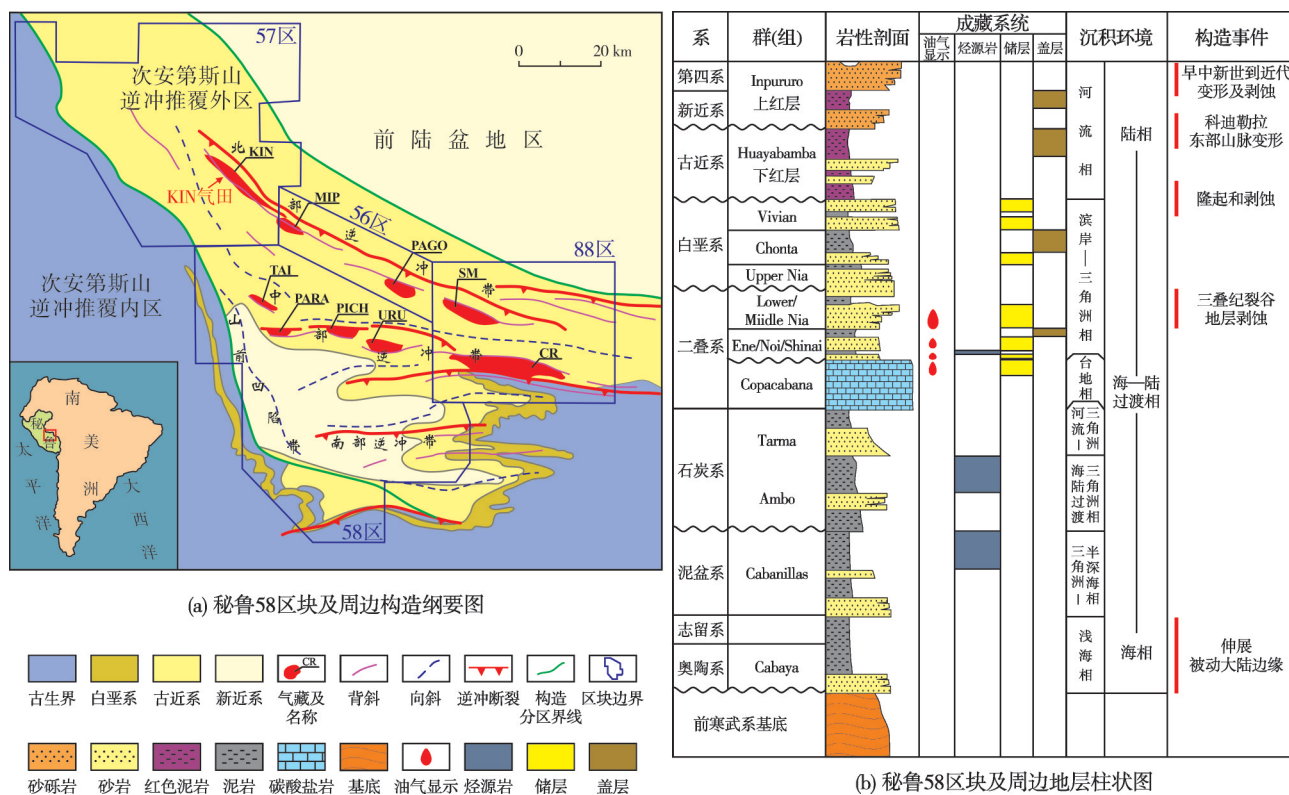 57区
0 20 km
次安第斯山
逆冲推覆外区
前陆盆地区
北
部
逆
冲
带
KIN
KIN气田
MIP
56区
PAGO
88区
SM
次安第斯山
逆冲推覆内区
TAI
中
部
逆
冲
带
PARA
PICH
URU
CR
山
前
凹
陷
带
南部逆冲带
58区
南
美
洲
秘
鲁
太
平
洋
大
西
洋
(a) 秘鲁58区块及周边构造纲要图
古生界
白垩系
古近系
新近系
CR
气藏及
名称
背斜
向斜
逆冲断裂
构造
分区界线
区块边界
砂砾岩
砂岩
红色泥岩
泥岩
碳酸盐岩
基底
油气显示
烃源岩
储层
盖层
系
群(组)
岩性剖面
成藏系统
油气
显示
烃源岩
储层
盖层
沉积环境
构造事件
第四系
新近系
古近系
白垩系
二叠系
石炭系
泥盆系
志留系
奥陶系
前寒武系基底
Inpururo
上红层
Huayabamba
下红层
Vivian
Chonta
Upper Nia
Lower/
Miidle Nia
Ene/Noi/Shinai
Copacabana
Tarma
Ambo
Cabanillas
Cabaya
河
流
相
滨
岸
—
三
角
洲
相
台
地
相
河流—
三角洲
海陆过渡
三角洲相
三角洲—
半深海相
浅
海
相
陆相
海—陆
过渡相
海相
早中新世到近代
变形及剥蚀
科迪勒拉
东部山脉变形
隆起和剥蚀
三叠纪裂谷
地层剥蚀
伸展
被动大陆边缘
(b) 秘鲁58区块及周边地层柱状图